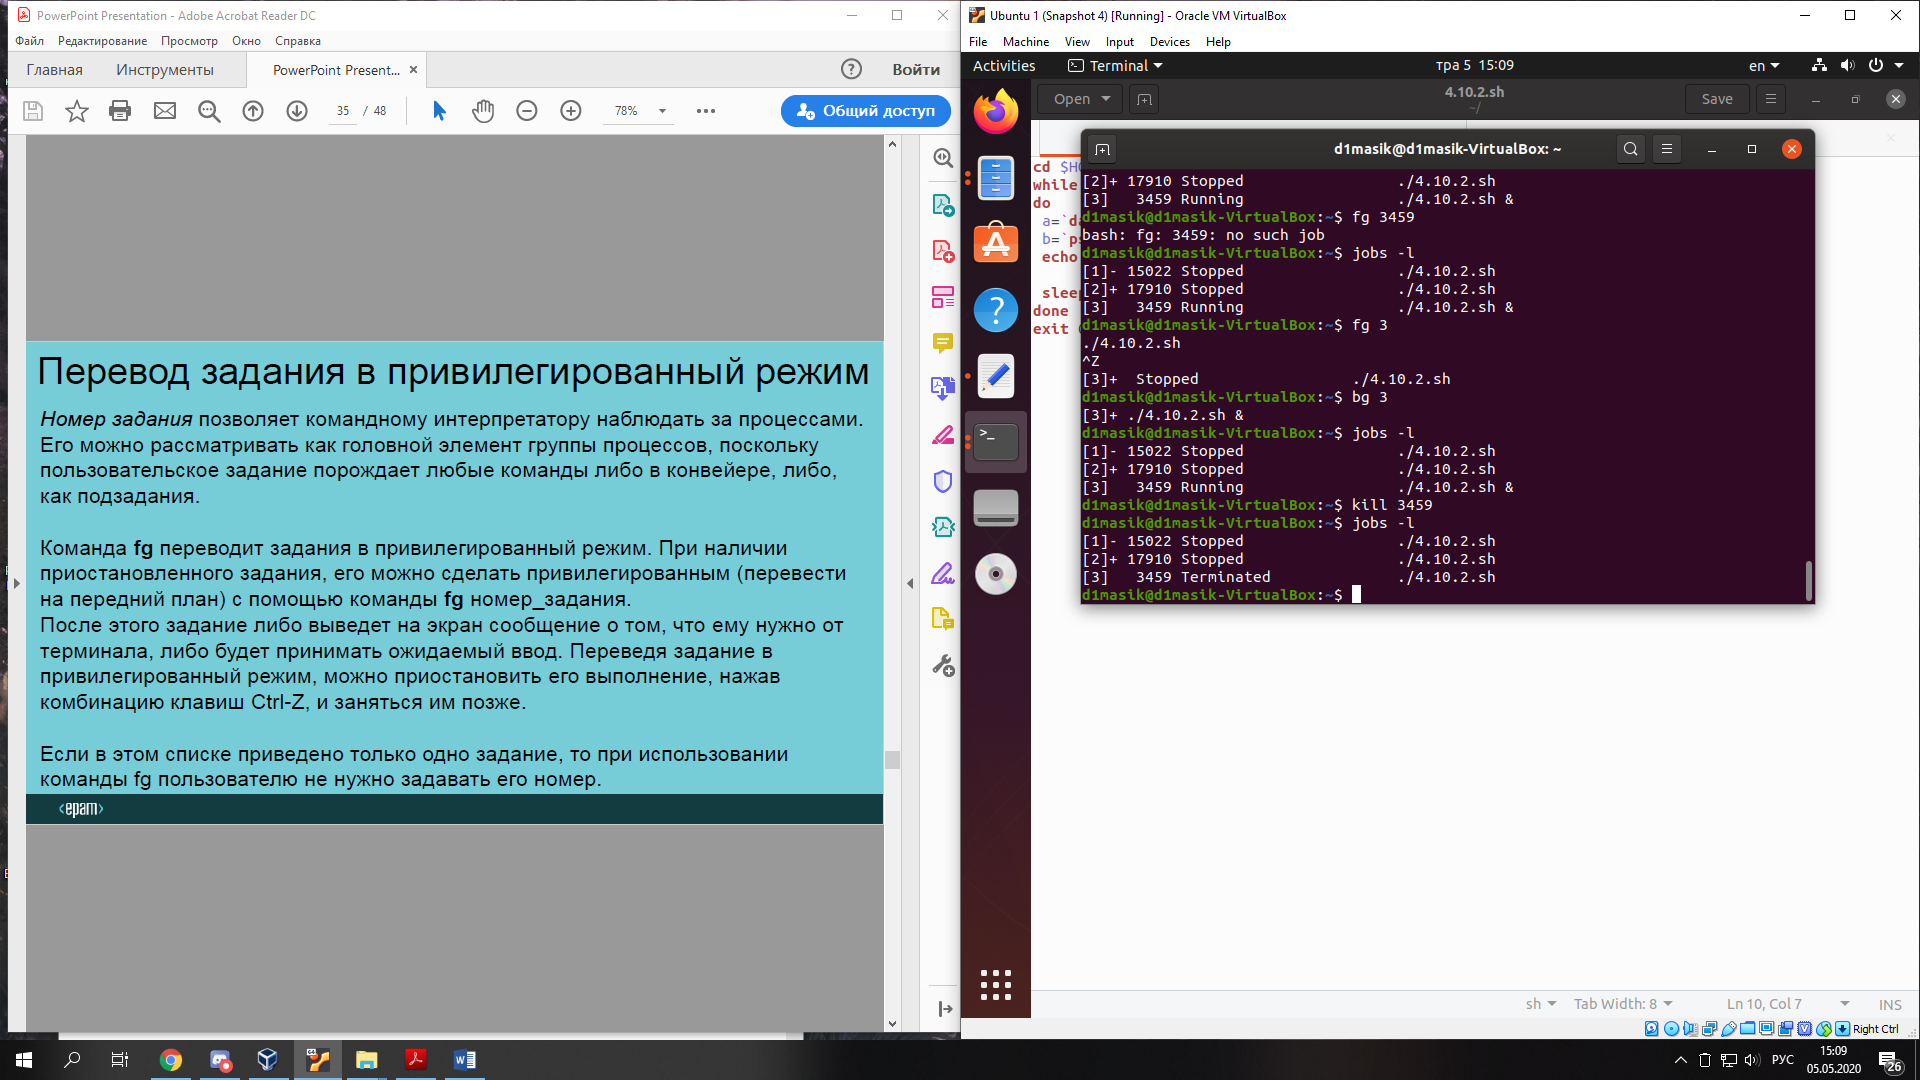 PowerPoint Presentation - Adobe Acrobat Reader DC
Файл Редактирование Просмотр Окно Справка
Главная Инструменты PowerPoint Present... × Войти
35 / 48 78% Общий доступ
Перевод задания в привилегированный режим
Номер задания позволяет командному интерпретатору наблюдать за процессами.
Его можно рассматривать как головной элемент группы процессов, поскольку
пользовательское задание порождает любые команды либо в конвейере, либо,
как подзадания.
Команда fg переводит задания в привилегированный режим. При наличии
приостановленного задания, его можно сделать привилегированным (перевести
на передний план) с помощью команды fg номер_задания.
После этого задание либо выведет на экран сообщение о том, что ему нужно от
терминала, либо будет принимать ожидаемый ввод. Переведя задание в
привилегированный режим, можно приостановить его выполнение, нажав
комбинацию клавиш Ctrl-Z, и заняться им позже.
Если в этом списке приведено только одно задание, то при использовании
команды fg пользователю не нужно задавать его номер.
<epam>
Ubuntu 1 (Snapshot 4) [Running] - Oracle VM VirtualBox
File Machine View Input Devices Help
Activities Terminal тра 5 15:09 en
Open 4.10.2.sh Save
~/
cd $H
while
do
a=`d
b=`p
echo
sleep
done
exit
d1masik@d1masik-VirtualBox: ~
[2]+ 17910 Stopped ./4.10.2.sh
[3] 3459 Running ./4.10.2.sh &
d1masik@d1masik-VirtualBox:~$ fg 3459
bash: fg: 3459: no such job
d1masik@d1masik-VirtualBox:~$ jobs -l
[1]- 15022 Stopped ./4.10.2.sh
[2]+ 17910 Stopped ./4.10.2.sh
[3] 3459 Running ./4.10.2.sh &
d1masik@d1masik-VirtualBox:~$ fg 3
./4.10.2.sh
^Z
[3]+ Stopped ./4.10.2.sh
d1masik@d1masik-VirtualBox:~$ bg 3
[3]+ ./4.10.2.sh &
d1masik@d1masik-VirtualBox:~$ jobs -l
[1]- 15022 Stopped ./4.10.2.sh
[2]+ 17910 Stopped ./4.10.2.sh
[3] 3459 Running ./4.10.2.sh &
d1masik@d1masik-VirtualBox:~$ kill 3459
d1masik@d1masik-VirtualBox:~$ jobs -l
[1]- 15022 Stopped ./4.10.2.sh
[2]+ 17910 Stopped ./4.10.2.sh
[3] 3459 Terminated ./4.10.2.sh
d1masik@d1masik-VirtualBox:~$
sh Tab Width: 8 Ln 10, Col 7 INS
Right Ctrl
РУС 15:09
05.05.2020 26